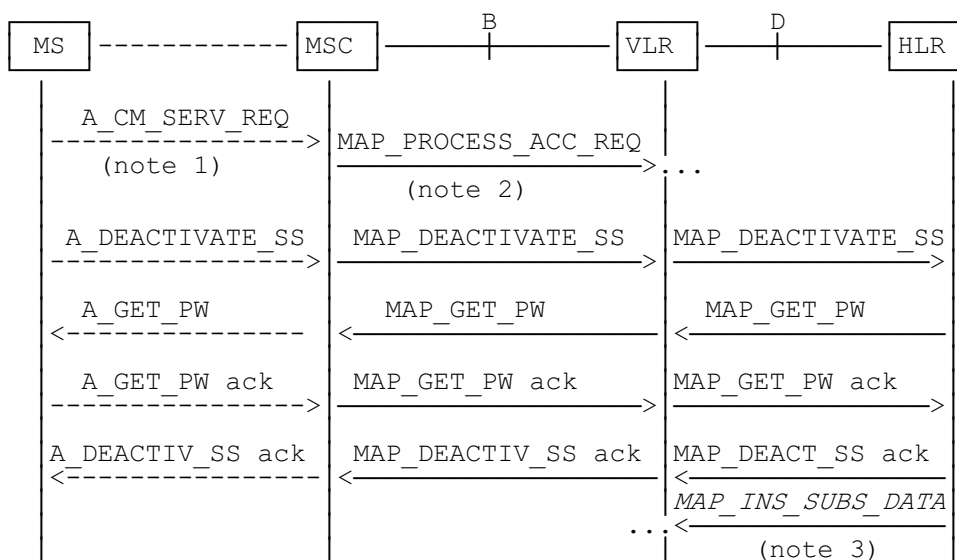 B D
MS MSC VLR HLR
A_CM_SERV_REQ
MAP_PROCESS_ACC_REQ
(note 1) ...
(note 2)
A_DEACTIVATE_SS MAP_DEACTIVATE_SS MAP_DEACTIVATE_SS
A_GET_PW MAP_GET_PW MAP_GET_PW
A_GET_PW ack MAP_GET_PW ack MAP_GET_PW ack
A_DEACTIV_SS ack MAP_DEACTIV_SS ack MAP_DEACT_SS ack
MAP_INS_SUBS_DATA
...
(note 3)